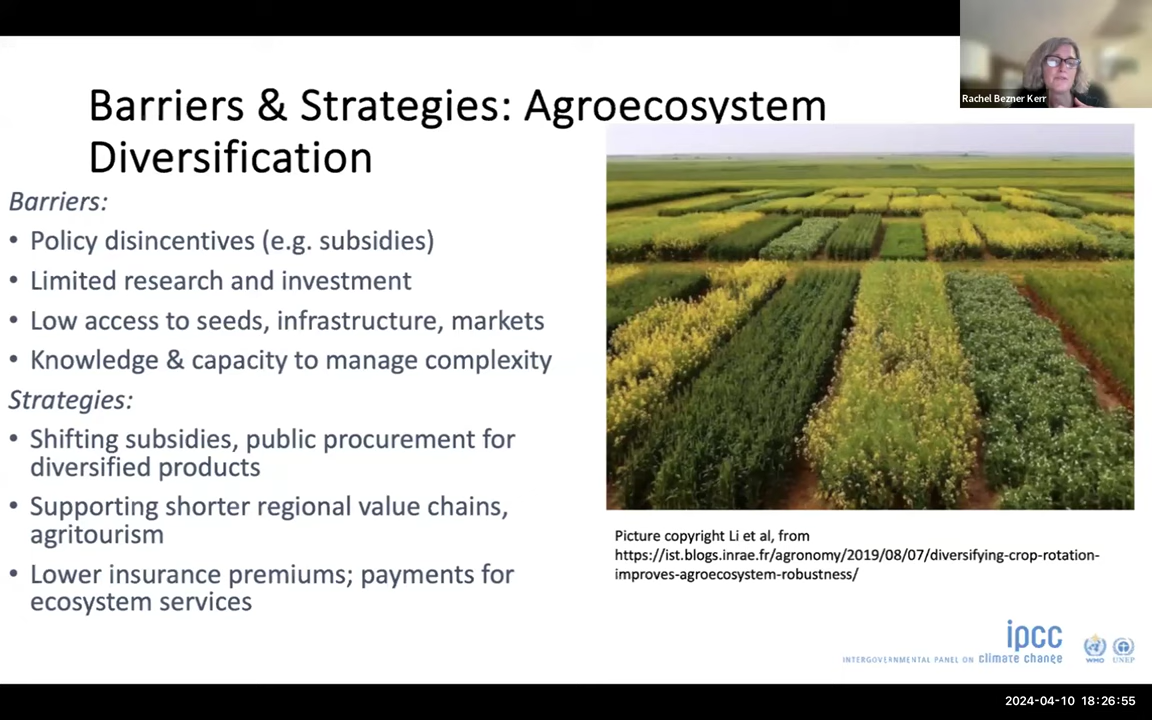 Barriers & Strategies: Agroecosystem
Diversification
Rachel Bezner Kerr
Barriers:
• Policy disincentives (e.g. subsidies)
• Limited research and investment
• Low access to seeds, infrastructure, markets
• Knowledge & capacity to manage complexity
Strategies:
• Shifting subsidies, public procurement for
diversified products
• Supporting shorter regional value chains,
agritourism
• Lower insurance premiums; payments for
ecosystem services
Picture copyright Li et al, from
https://ist.blogs.inrae.fr/agronomy/2019/08/07/diversifying-crop-rotation-
improves-agroecosystem-robustness/
ipcc
INTERGOVERNMENTAL PANEL ON climate change
WMO
UNEP
2024-04-10 18:26:55